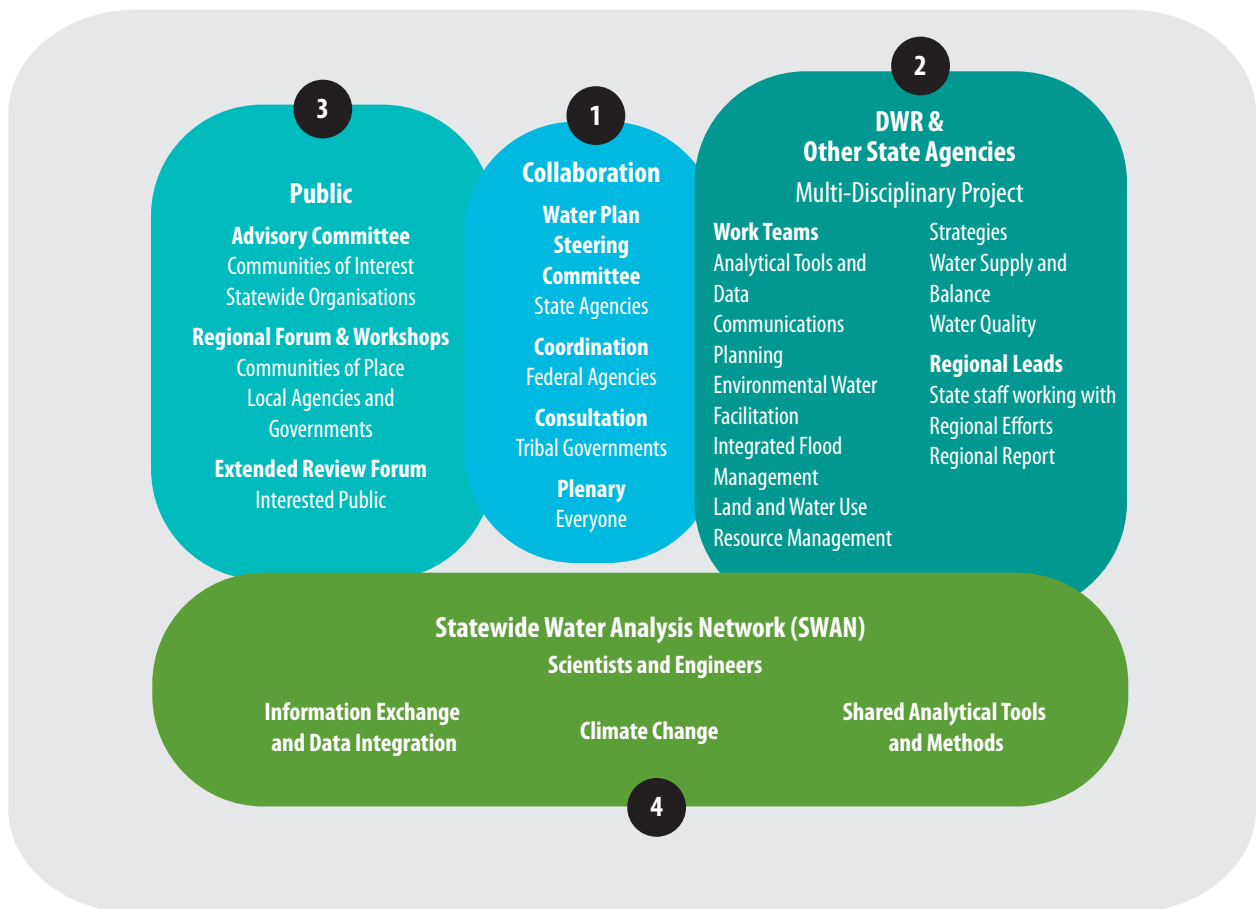 3
Public
Advisory Committee
Communities of Interest
Statewide Organisations
Regional Forum & Workshops
Communities of Place
Local Agencies and
Governments
Extended Review Forum
Interested Public
1
Collaboration
Water Plan
Steering
Committee
State Agencies
Coordination
Federal Agencies
Consultation
Tribal Governments
Plenary
Everyone
2
DWR &
Other State Agencies
Multi-Disciplinary Project
Work Teams
Analytical Tools and
Data
Communications
Planning
Environmental Water
Facilitation
Integrated Flood
Management
Land and Water Use
Resource Management
Strategies
Water Supply and
Balance
Water Quality
Regional Leads
State staff working with
Regional Efforts
Regional Report
Statewide Water Analysis Network (SWAN)
Scientists and Engineers
Information Exchange
and Data Integration
Climate Change
Shared Analytical Tools
and Methods
4